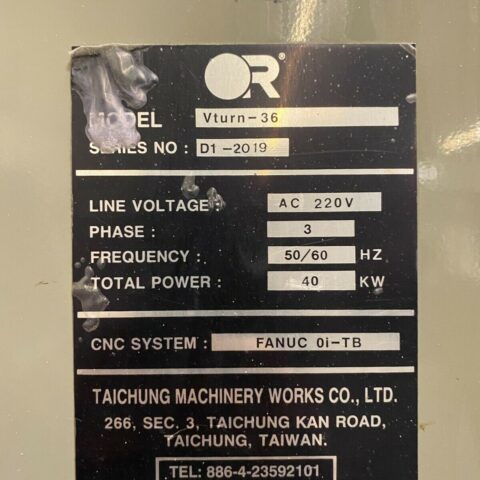 OR®
MODEL Vturn-36
SERIES NO : D1-2019
LINE VOLTAGE: AC 220V
PHASE : 3
FREQUENCY : 50/60 HZ
TOTAL POWER : 40 KW
CNC SYSTEM : FANUC 0i-TB
TAICHUNG MACHINERY WORKS CO., LTD.
266, SEC. 3, TAICHUNG KAN ROAD,
TAICHUNG, TAIWAN.
TEL: 886-4-23592101